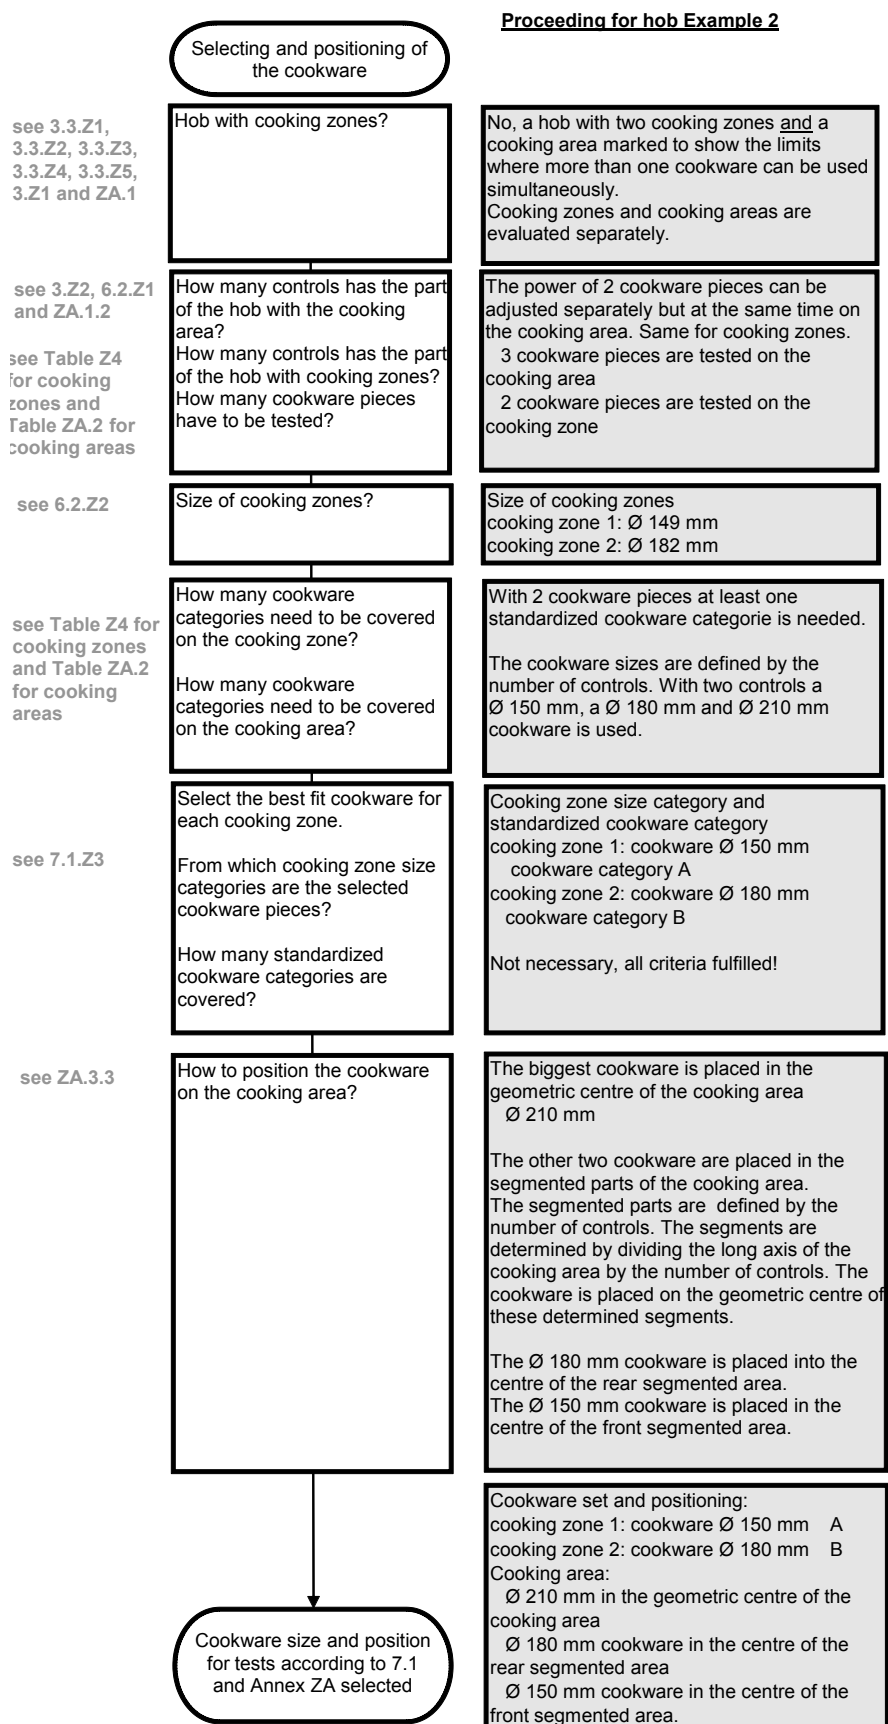 Proceeding for hob Example 2
Selecting and positioning of
the cookware
see 3.3.Z1,
3.3.Z2, 3.3.Z3,
3.3.Z4, 3.3.Z5,
3.Z1 and ZA.1
Hob with cooking zones?
No, a hob with two cooking zones and a
cooking area marked to show the limits
where more than one cookware can be used
simultaneously.
Cooking zones and cooking areas are
evaluated separately.
see 3.Z2, 6.2.Z1
and ZA.1.2
see Table Z4
for cooking
zones and
Table ZA.2 for
cooking areas
How many controls has the part
of the hob with the cooking
area?
How many controls has the part
of the hob with cooking zones?
How many cookware pieces
have to be tested?
The power of 2 cookware pieces can be
adjusted separately but at the same time on
the cooking area. Same for cooking zones.
3 cookware pieces are tested on the
cooking area
2 cookware pieces are tested on the
cooking zone
see 6.2.Z2
Size of cooking zones?
Size of cooking zones
cooking zone 1: Ø 149 mm
cooking zone 2: Ø 182 mm
see Table Z4 for
cooking zones
and Table ZA.2
for cooking
areas
How many cookware
categories need to be covered
on the cooking zone?
How many cookware
categories need to be covered
on the cooking area?
With 2 cookware pieces at least one
standardized cookware categorie is needed.
The cookware sizes are defined by the
number of controls. With two controls a
Ø 150 mm, a Ø 180 mm and Ø 210 mm
cookware is used.
see 7.1.Z3
Select the best fit cookware for
each cooking zone.
From which cooking zone size
categories are the selected
cookware pieces?
How many standardized
cookware categories are
covered?
Cooking zone size category and
standardized cookware category
cooking zone 1: cookware Ø 150 mm
cookware category A
cooking zone 2: cookware Ø 180 mm
cookware category B
Not necessary, all criteria fulfilled!
see ZA.3.3
How to position the cookware
on the cooking area?
The biggest cookware is placed in the
geometric centre of the cooking area
Ø 210 mm
The other two cookware are placed in the
segmented parts of the cooking area.
The segmented parts are defined by the
number of controls. The segments are
determined by dividing the long axis of the
cooking area by the number of controls. The
cookware is placed on the geometric centre of
these determined segments.
The Ø 180 mm cookware is placed into the
centre of the rear segmented area.
The Ø 150 mm cookware is placed in the
centre of the front segmented area.
Cookware size and position
for tests according to 7.1
and Annex ZA selected
Cookware set and positioning:
cooking zone 1: cookware Ø 150 mm A
cooking zone 2: cookware Ø 180 mm B
Cooking area:
Ø 210 mm in the geometric centre of the
cooking area
Ø 180 mm cookware in the centre of the
rear segmented area
Ø 150 mm cookware in the centre of the
front segmented area.